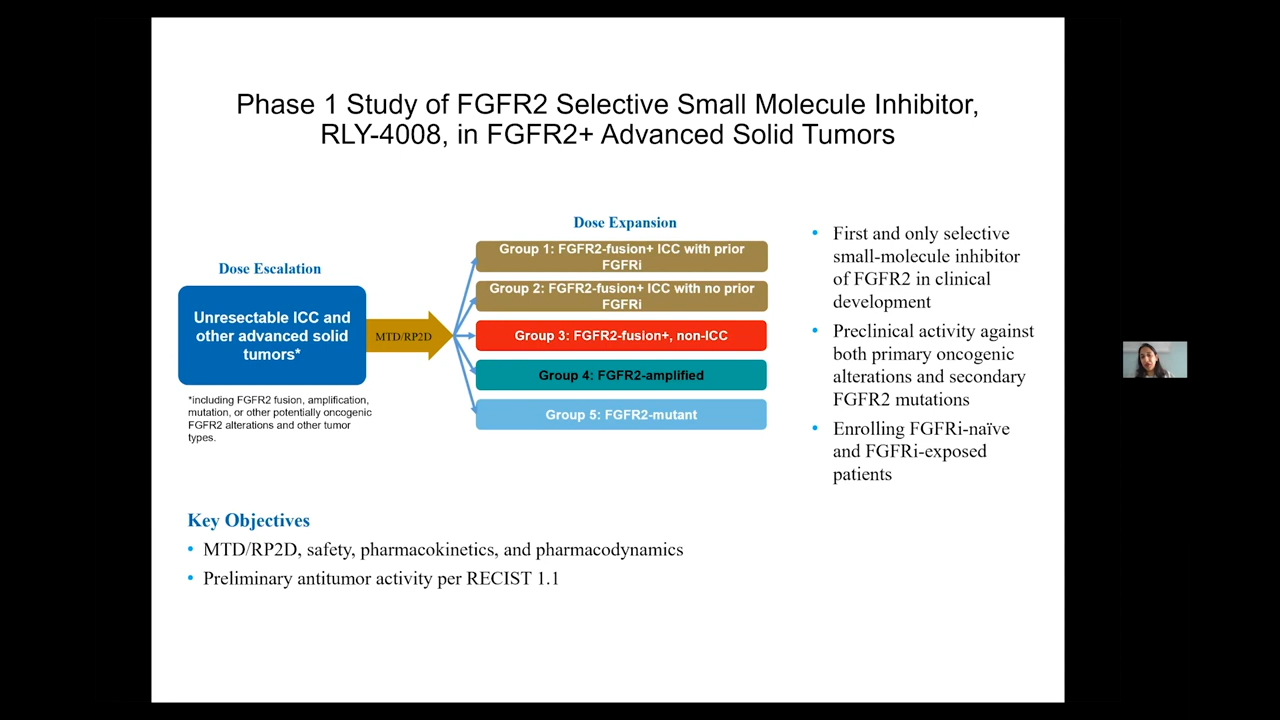 Phase 1 Study of FGFR2 Selective Small Molecule Inhibitor,
RLY-4008, in FGFR2+ Advanced Solid Tumors
Dose Escalation
Unresectable ICC and
other advanced solid
tumors*
*including FGFR2 fusion, amplification,
mutation, or other potentially oncogenic
FGFR2 alterations and other tumor
types.
MTD/RP2D
Dose Expansion
Group 1: FGFR2-fusion+ ICC with prior
FGFRi
Group 2: FGFR2-fusion+ ICC with no prior
FGFRi
Group 3: FGFR2-fusion+, non-ICC
Group 4: FGFR2-amplified
Group 5: FGFR2-mutant
• First and only selective
small-molecule inhibitor
of FGFR2 in clinical
development
• Preclinical activity against
both primary oncogenic
alterations and secondary
FGFR2 mutations
• Enrolling FGFRi-naïve
and FGFRi-exposed
patients
Key Objectives
• MTD/RP2D, safety, pharmacokinetics, and pharmacodynamics
• Preliminary antitumor activity per RECIST 1.1